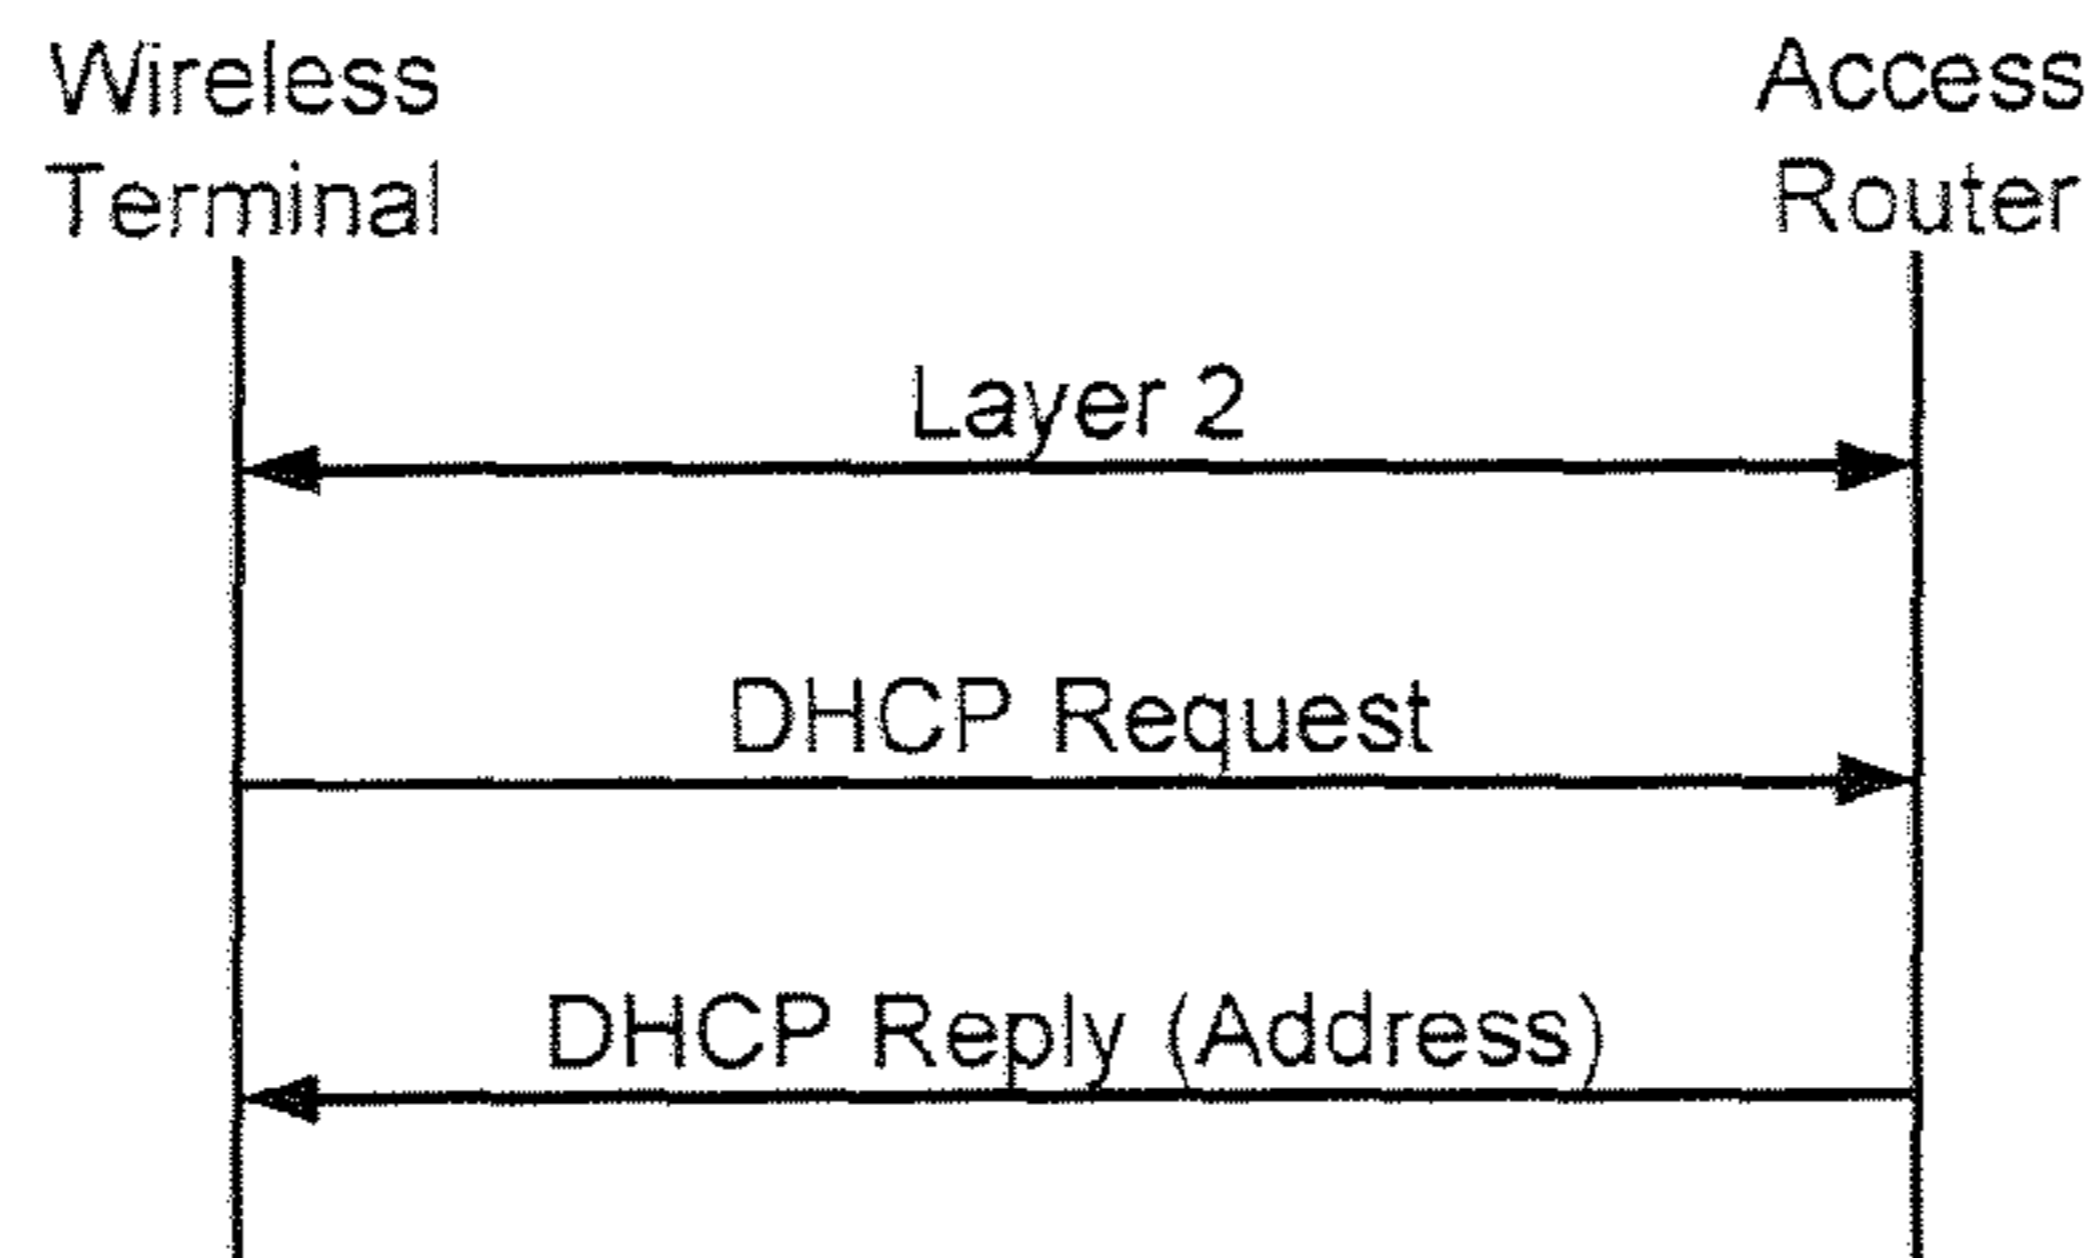 Wireless
Terminal
Access
Router
Layer 2
DHCP Request
DHCP Reply (Address)